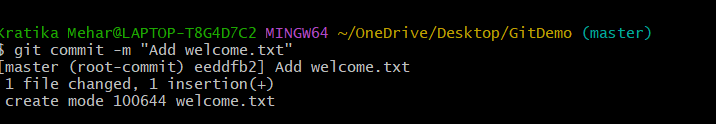 Kratika Mehar@LAPTOP-T8G4D7C2 MINGW64 ~/OneDrive/Desktop/GitDemo (master)
$ git commit -m "Add welcome.txt"
[master (root-commit) eeddfb2] Add welcome.txt
1 file changed, 1 insertion(+)
create mode 100644 welcome.txt